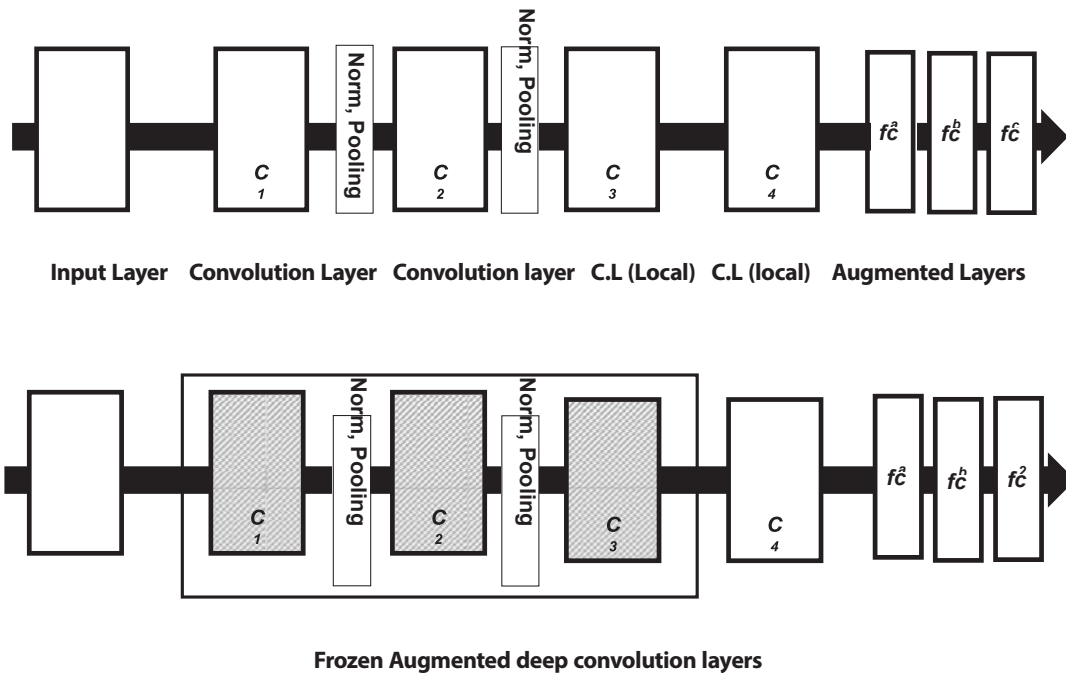 Norm, Pooling
Norm, Pooling
C
1
C
2
C
3
C
4
fc^a
fc^b
fc^c
Input Layer Convolution Layer Convolution layer C.L (Local) C.L (local) Augmented Layers
Norm, Pooling
Norm, Pooling
C
1
C
2
C
3
C
4
fc^a
fc^h
fc^2
Frozen Augmented deep convolution layers